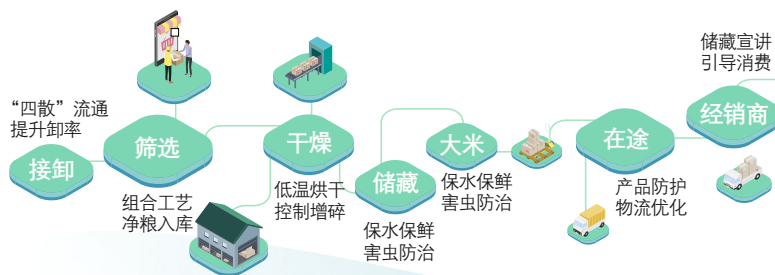 “四散”流通
提升卸率
接卸
筛选
组合工艺
净粮入库
干燥
低温烘干
控制增碎
储藏
保水保鲜
害虫防治
大米
保水保鲜
害虫防治
在途
产品防护
物流优化
储藏宣讲
引导消费
经销商